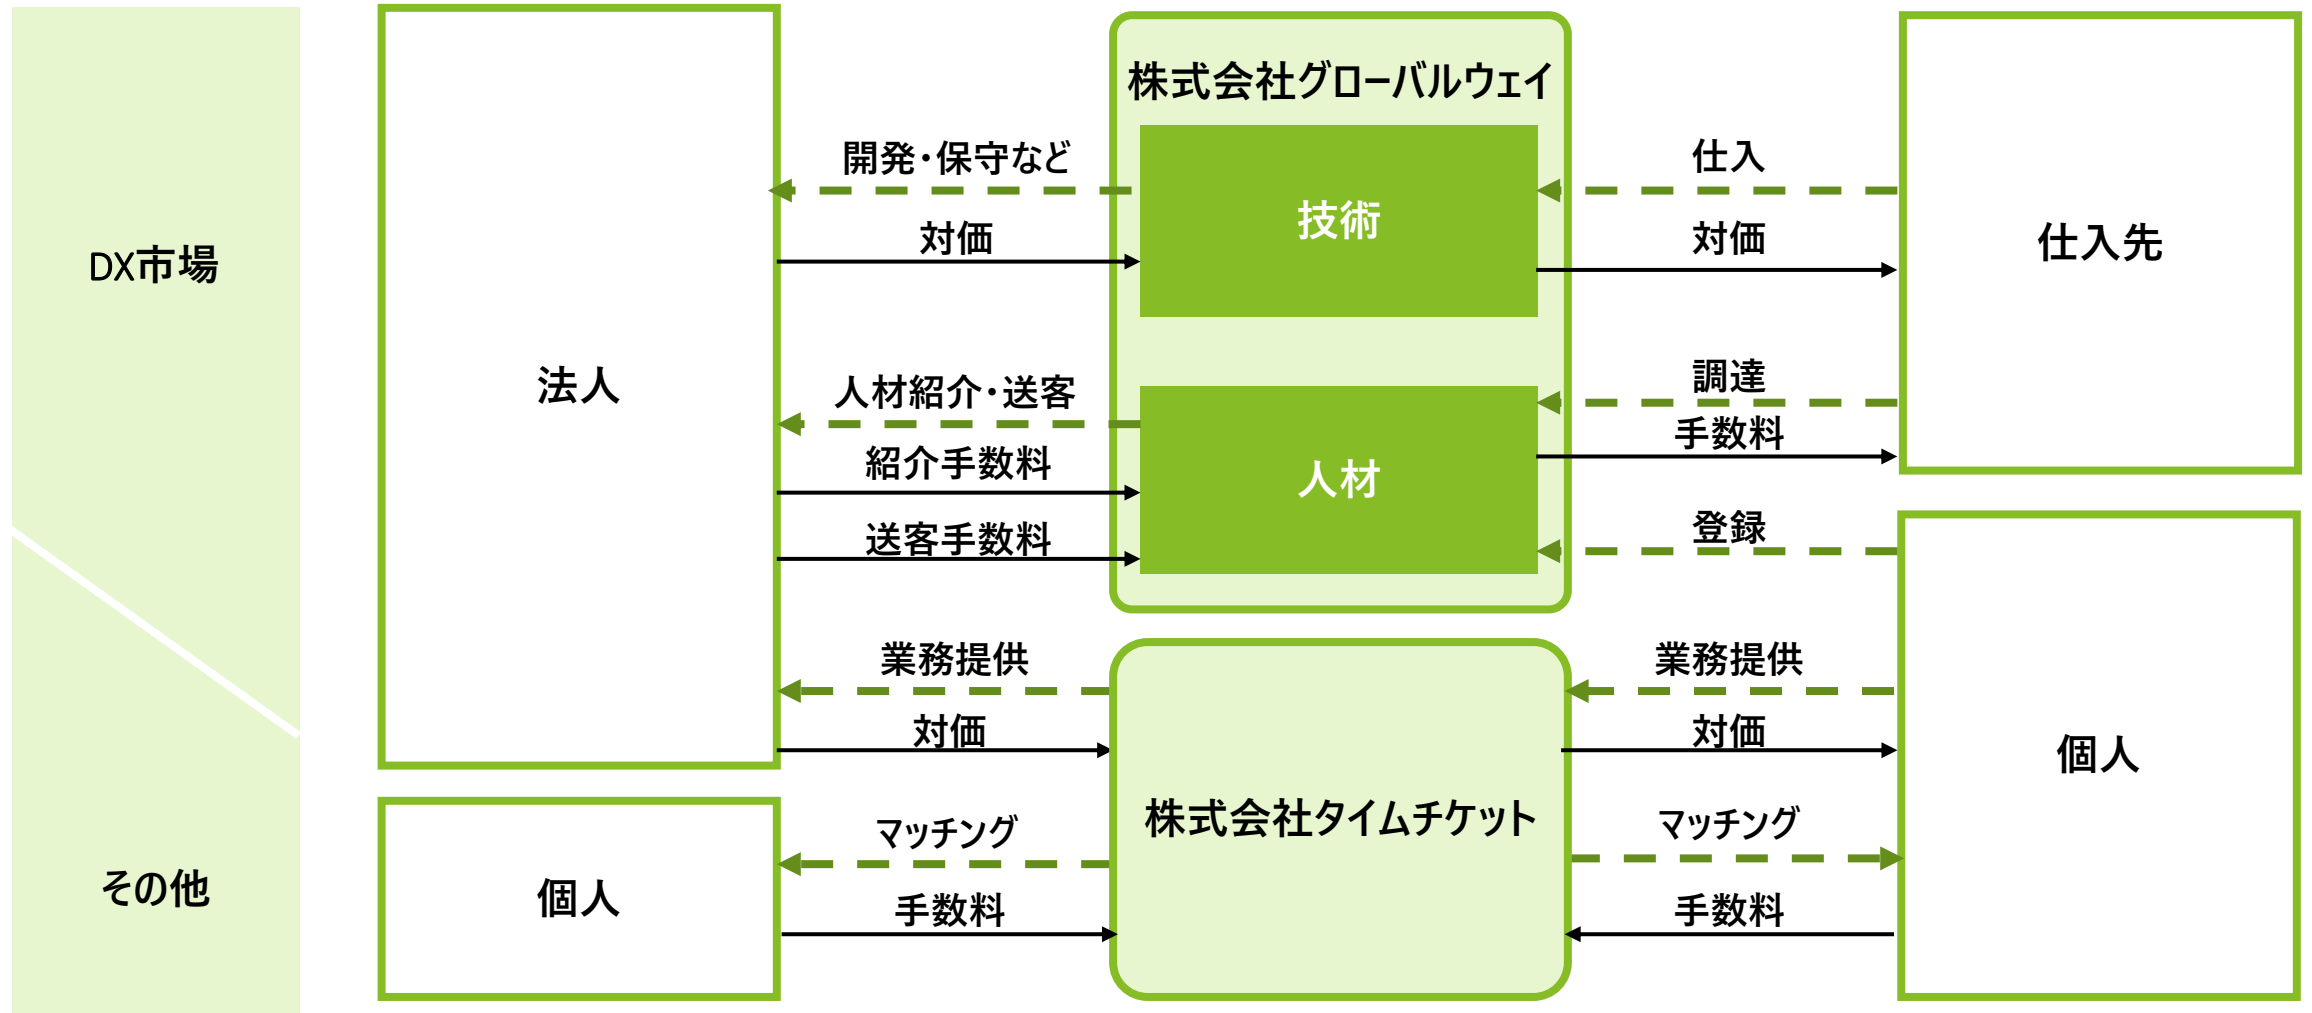 DX市場
その他
法人
個人
開発・保守など
対価
人材紹介・送客
紹介手数料
送客手数料
業務提供
対価
マッチング
手数料
株式会社グローバルウェイ
技術
人材
株式会社タイムチケット
仕入
対価
調達
手数料
登録
業務提供
対価
マッチング
手数料
仕入先
個人